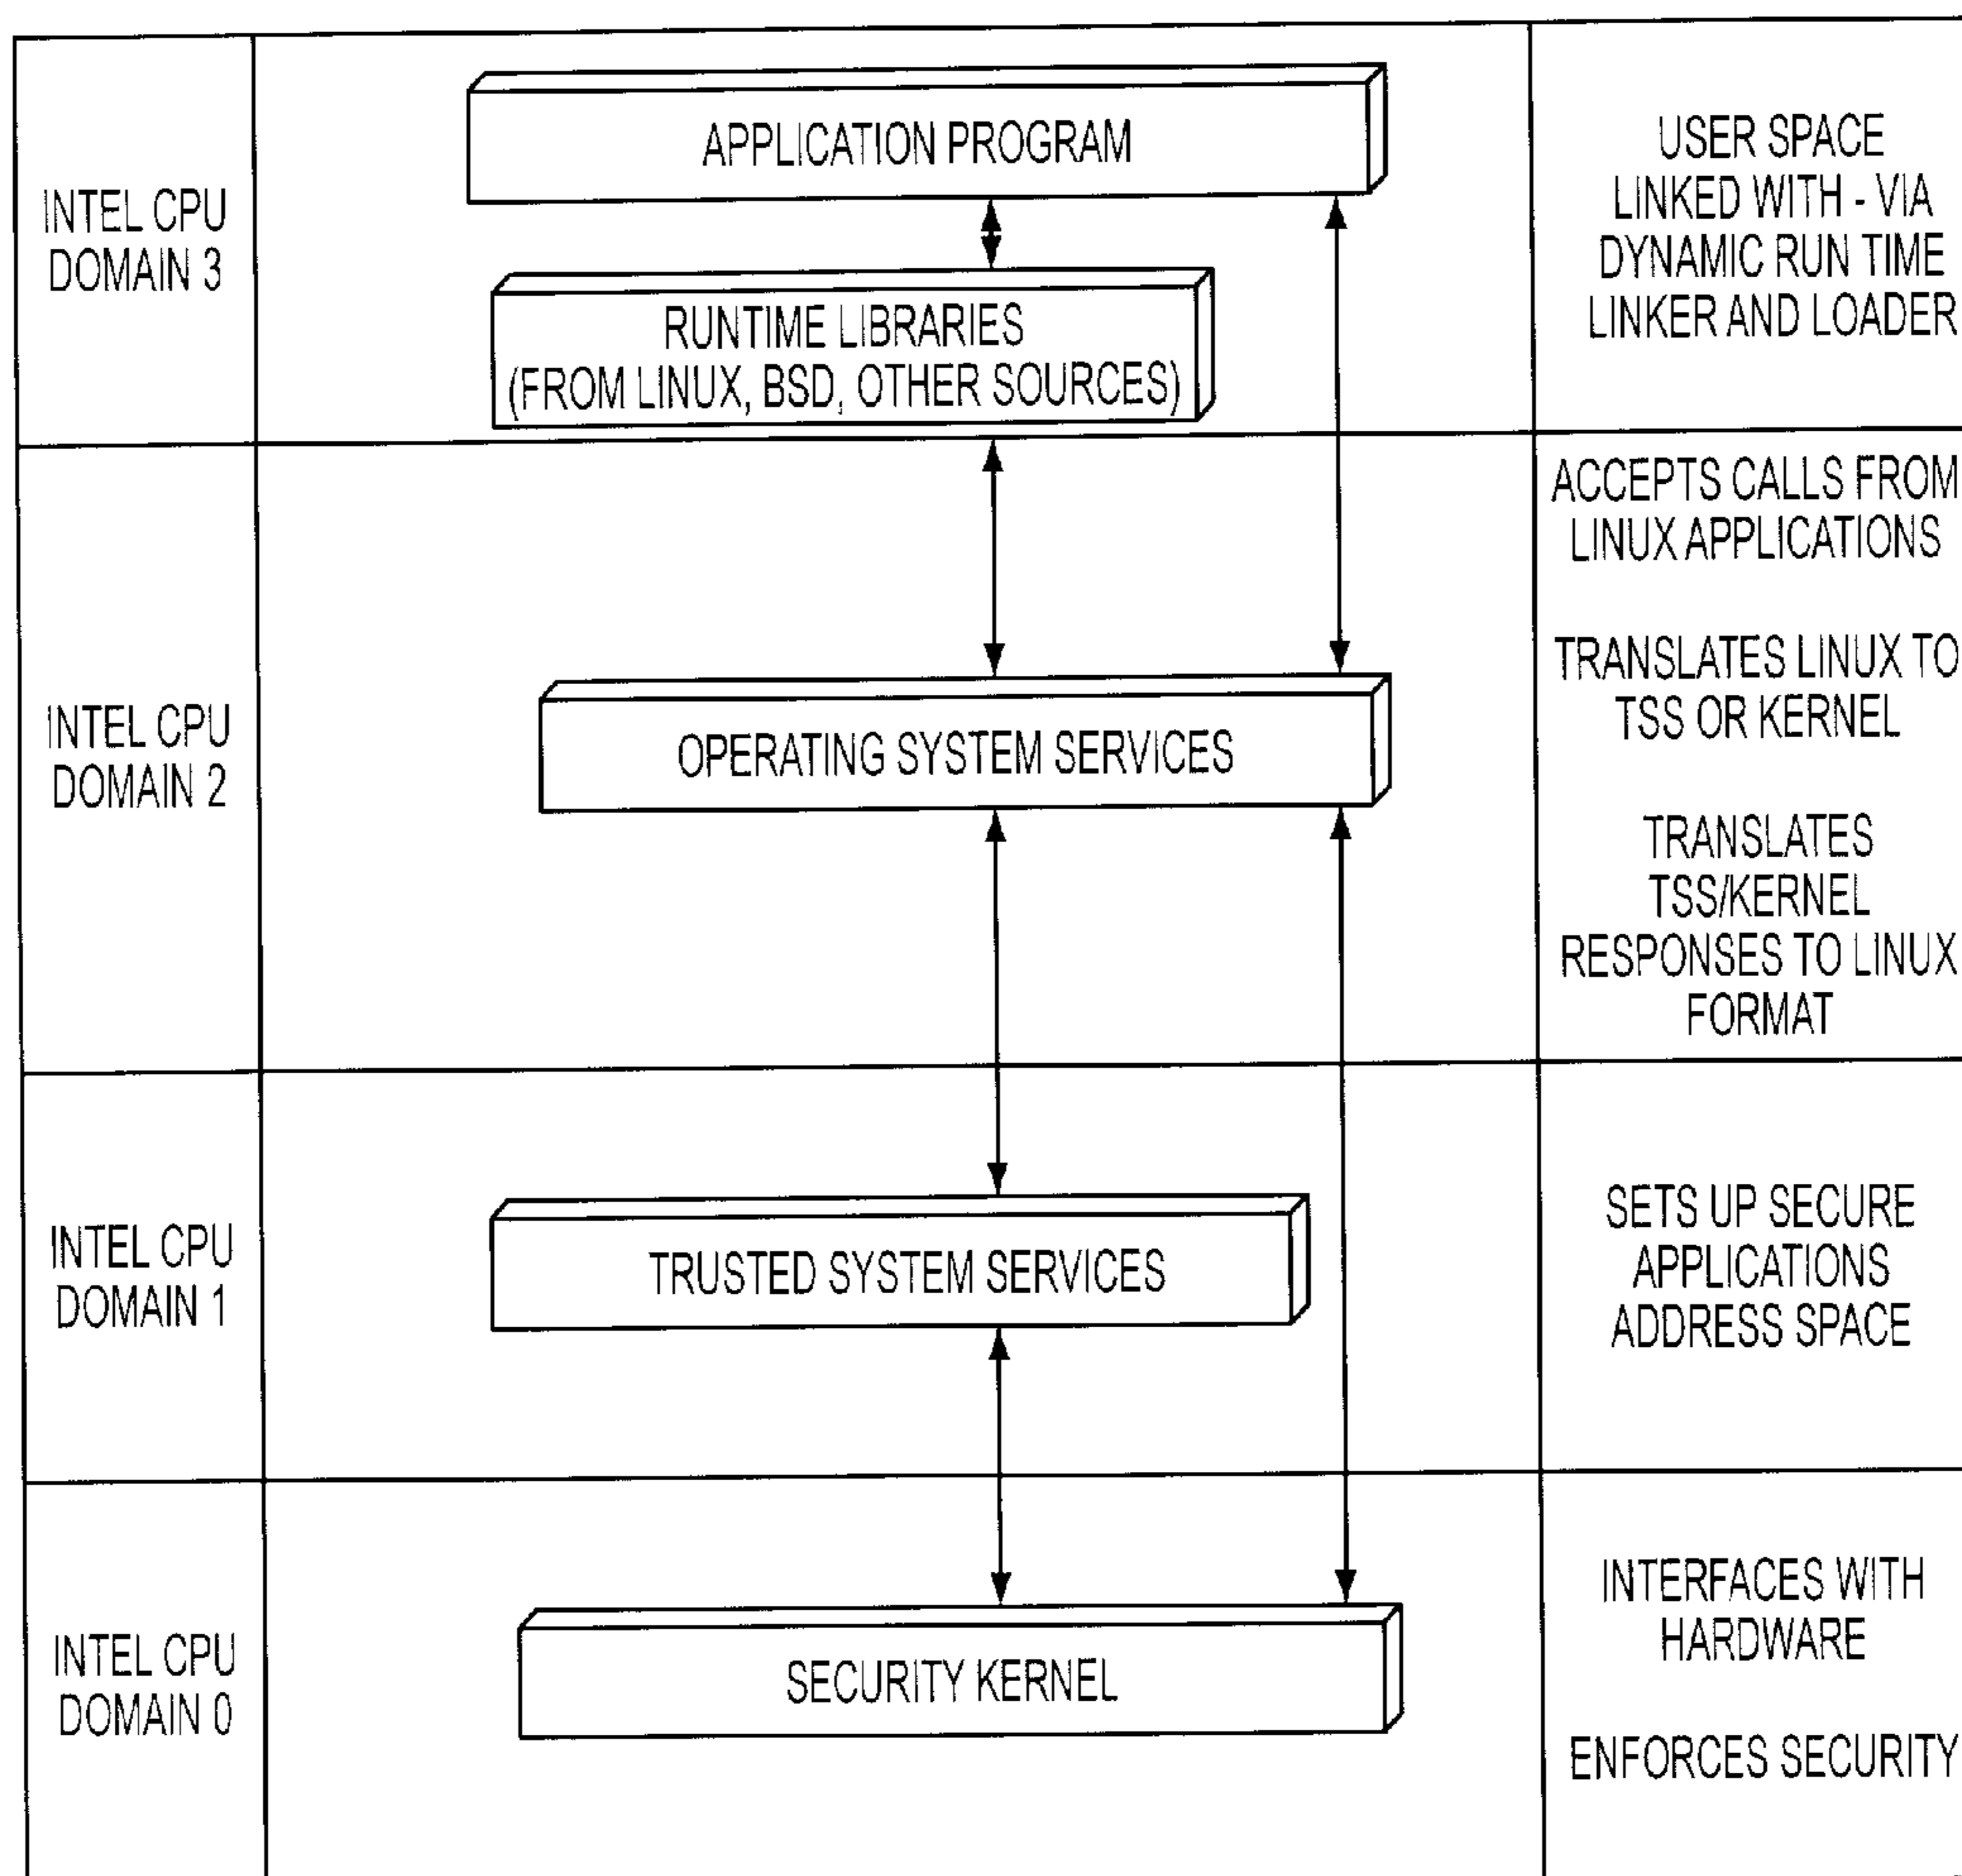 INTEL CPU
DOMAIN 3
APPLICATION PROGRAM
RUNTIME LIBRARIES
(FROM LINUX, BSD, OTHER SOURCES)
USER SPACE
LINKED WITH - VIA
DYNAMIC RUN TIME
LINKER AND LOADER
INTEL CPU
DOMAIN 2
OPERATING SYSTEM SERVICES
ACCEPTS CALLS FROM
LINUX APPLICATIONS
TRANSLATES LINUX TO
TSS OR KERNEL
TRANSLATES
TSS/KERNEL
RESPONSES TO LINUX
FORMAT
INTEL CPU
DOMAIN 1
TRUSTED SYSTEM SERVICES
SETS UP SECURE
APPLICATIONS
ADDRESS SPACE
INTEL CPU
DOMAIN 0
SECURITY KERNEL
INTERFACES WITH
HARDWARE
ENFORCES SECURITY